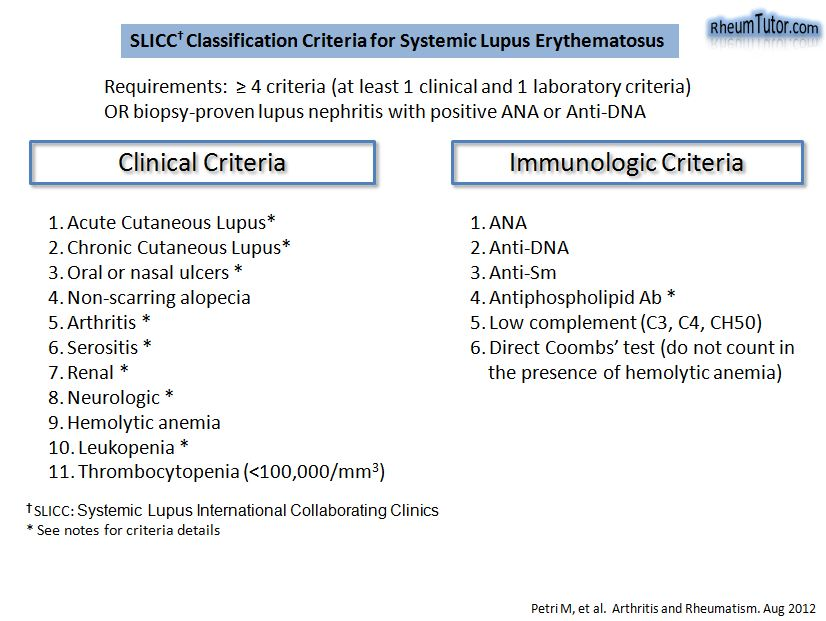 SLICC† Classification Criteria for Systemic Lupus Erythematosus
RheumTutor.com
Requirements: ≥ 4 criteria (at least 1 clinical and 1 laboratory criteria)
OR biopsy-proven lupus nephritis with positive ANA or Anti-DNA
Clinical Criteria
1. Acute Cutaneous Lupus*
2. Chronic Cutaneous Lupus*
3. Oral or nasal ulcers *
4. Non-scarring alopecia
5. Arthritis *
6. Serositis *
7. Renal *
8. Neurologic *
9. Hemolytic anemia
10. Leukopenia *
11. Thrombocytopenia (<100,000/mm³)
Immunologic Criteria
1. ANA
2. Anti-DNA
3. Anti-Sm
4. Antiphospholipid Ab *
5. Low complement (C3, C4, CH50)
6. Direct Coombs’ test (do not count in
the presence of hemolytic anemia)
† SLICC: Systemic Lupus International Collaborating Clinics
* See notes for criteria details
Petri M, et al. Arthritis and Rheumatism. Aug 2012